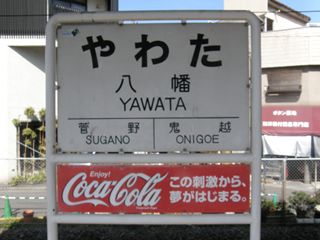 やわた
八幡
YAWATA
菅野 鬼越
SUGANO ONIGOE
Enjoy!
Coca-Cola
この刺激から、
夢がはじまる。